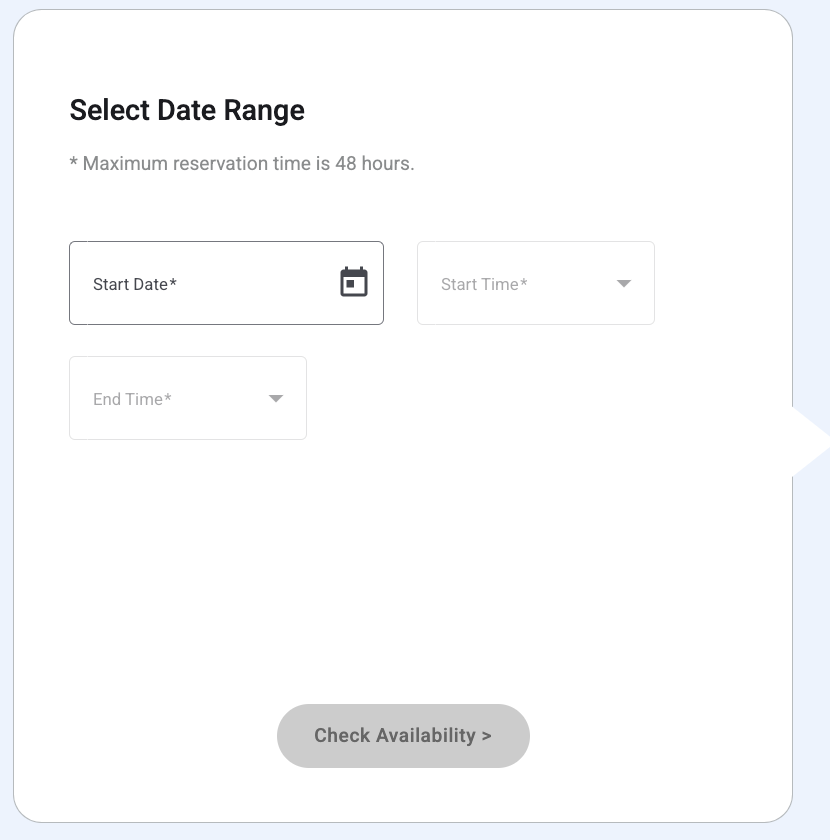 Select Date Range
* Maximum reservation time is 48 hours.
Start Date*
Start Time*
End Time*
Check Availability >